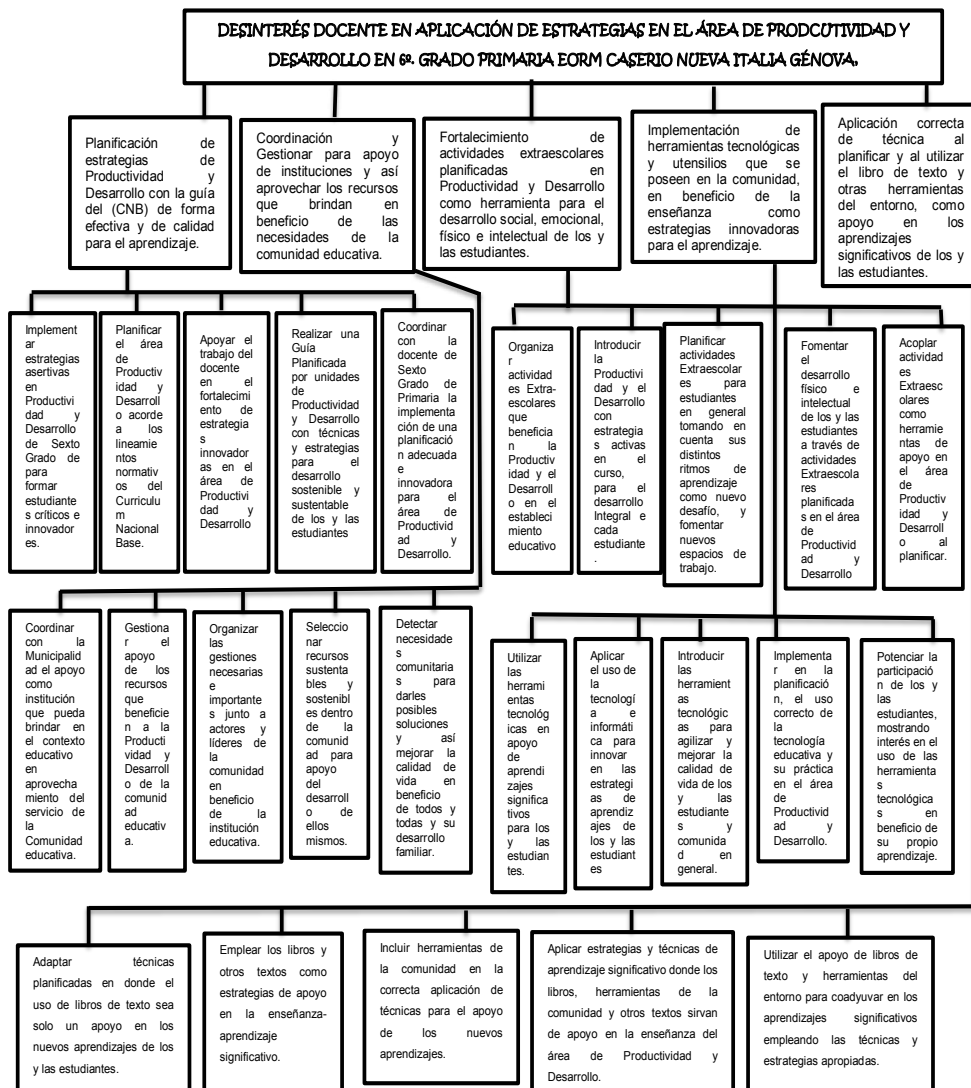 DESINTERÉS DOCENTE EN APLICACIÓN DE ESTRATEGIAS EN EL ÁREA DE PRODCUTIVIDAD Y
DESARROLLO EN 6º. GRADO PRIMARIA EORM CASERIO NUEVA ITALIA GÉNOVA.
Planificación de
estrategias de
Productividad y
Desarrollo con la guía
del (CNB) de forma
efectiva y de calidad
para el aprendizaje.
Coordinación y
Gestionar para apoyo
de instituciones y así
aprovechar los recursos
que brindan en
beneficio de las
necesidades de la
comunidad educativa.
Fortalecimiento de
actividades extraescolares
planificadas en
Productividad y Desarrollo
como herramienta para el
desarrollo social, emocional,
físico e intelectual de los y
las estudiantes.
Implementación de
herramientas tecnológicas
y utensilios que se
poseen en la comunidad,
en beneficio de la
enseñanza como
estrategias innovadoras
para el aprendizaje.
Aplicación correcta
de técnica al
planificar y al utilizar
el libro de texto y
otras herramientas
del entorno, como
apoyo en los
aprendizajes
significativos de los y
las estudiantes.
Implement
ar
estrategias
asertivas
en
Productivi
dad y
Desarrollo
de Sexto
Grado de
para
formar
estudiante
s críticos e
innovador
es.
Planificar
el área
de
Productiv
idad y
Desarroll
o acorde
a los
lineamie
ntos
normativ
os del
Curriculu
m
Nacional
Base.
Apoyar el
trabajo del
docente
en el
fortalecimi
ento de
estrategia
s
innovador
as en el
área de
Productivi
dad y
Desarrollo
Realizar una
Guía
Planificada
por unidades
de
Productividad
y Desarrollo
con técnicas
y estrategias
para el
desarrollo
sostenible y
sustentable
de los y las
estudiantes
Coordinar
con la
docente de
Sexto
Grado de
Primaria la
implementa
ción de una
planificació
n adecuada
e
innovadora
para el
área de
Productivid
ad y
Desarrollo.
Organiza
r
actividad
es Extra-
escolares
que
benefician
la
Productivi
dad y el
Desarroll
o en el
estableci
miento
educativo
Introducir
la
Productivi
dad y el
Desarrollo
con
estrategia
s activas
en el
curso,
para el
desarrollo
Integral e
cada
estudiante
.
Planificar
actividades
Extraescolar
es para
estudiantes
en general
tomando en
cuenta sus
distintos
ritmos de
aprendizaje
como nuevo
desafío, y
fomentar
nuevos
espacios de
trabajo.
Fomentar
el
desarrollo
físico e
intelectual
de los y las
estudiantes
a través de
actividades
Extraescola
res
planificada
s en el área
de
Productivid
ad y
Desarrollo
Acoplar
actividad
es
Extraesc
olares
como
herramie
ntas de
apoyo en
el área
de
Productiv
idad y
Desarroll
o al
planificar.
Coordinar
con la
Municipalid
ad el apoyo
como
institución
que pueda
brindar en
el contexto
educativo
en
aprovecha
miento del
servicio de
la
Comunidad
educativa.
Gestiona
r el
apoyo
de los
recursos
que
beneficie
n a la
Producti
vidad y
Desarroll
o de la
comunid
ad
educativ
a.
Organizar
las
gestiones
necesarias
e
importante
s junto a
actores y
líderes de
la
comunidad
en
beneficio
de la
institución
educativa.
Seleccio
nar
recursos
sustenta
bles y
sostenibl
es dentro
de la
comunid
ad para
apoyo
del
desarroll
o de
ellos
mismos.
Detectar
necesidade
s
comunitaria
s para
darles
posibles
soluciones
y así
mejorar la
calidad de
vida en
beneficio
de todos y
todas y su
desarrollo
familiar.
Utilizar
las
herrami
entas
tecnológ
icas en
apoyo
de
aprendi
zajes
significa
tivos
para los
y las
estudian
tes.
Aplicar
el uso de
la
tecnologí
a e
informáti
ca para
innovar
en las
estrategi
as de
aprendiz
ajes de
los y las
estudiant
es
Introducir
las
herramient
as
tecnológic
as para
agilizar y
mejorar la
calidad de
vida de los
y las
estudiante
s y
comunida
d en
general.
Implementa
r en la
planificació
n, el uso
correcto de
la
tecnología
educativa y
su práctica
en el área
de
Productivid
ad y
Desarrollo.
Potenciar la
participació
n de los y
las
estudiantes,
mostrando
interés en el
uso de las
herramienta
s
tecnológica
s en
beneficio de
su propio
aprendizaje.
Adaptar técnicas
planificadas en donde el
uso de libros de texto sea
solo un apoyo en los
nuevos aprendizajes de los
y las estudiantes.
Emplear los libros y
otros textos como
estrategias de apoyo
en la enseñanza-
aprendizaje
significativo.
Incluir herramientas de
la comunidad en la
correcta aplicación de
técnicas para el apoyo
de los nuevos
aprendizajes.
Aplicar estrategias y técnicas de
aprendizaje significativo donde los
libros, herramientas de la
comunidad y otros textos sirvan
de apoyo en la enseñanza del
área de Productividad y
Desarrollo.
Utilizar el apoyo de libros de
texto y herramientas del
entorno para coadyuvar en los
aprendizajes significativos
empleando las técnicas y
estrategias apropiadas.